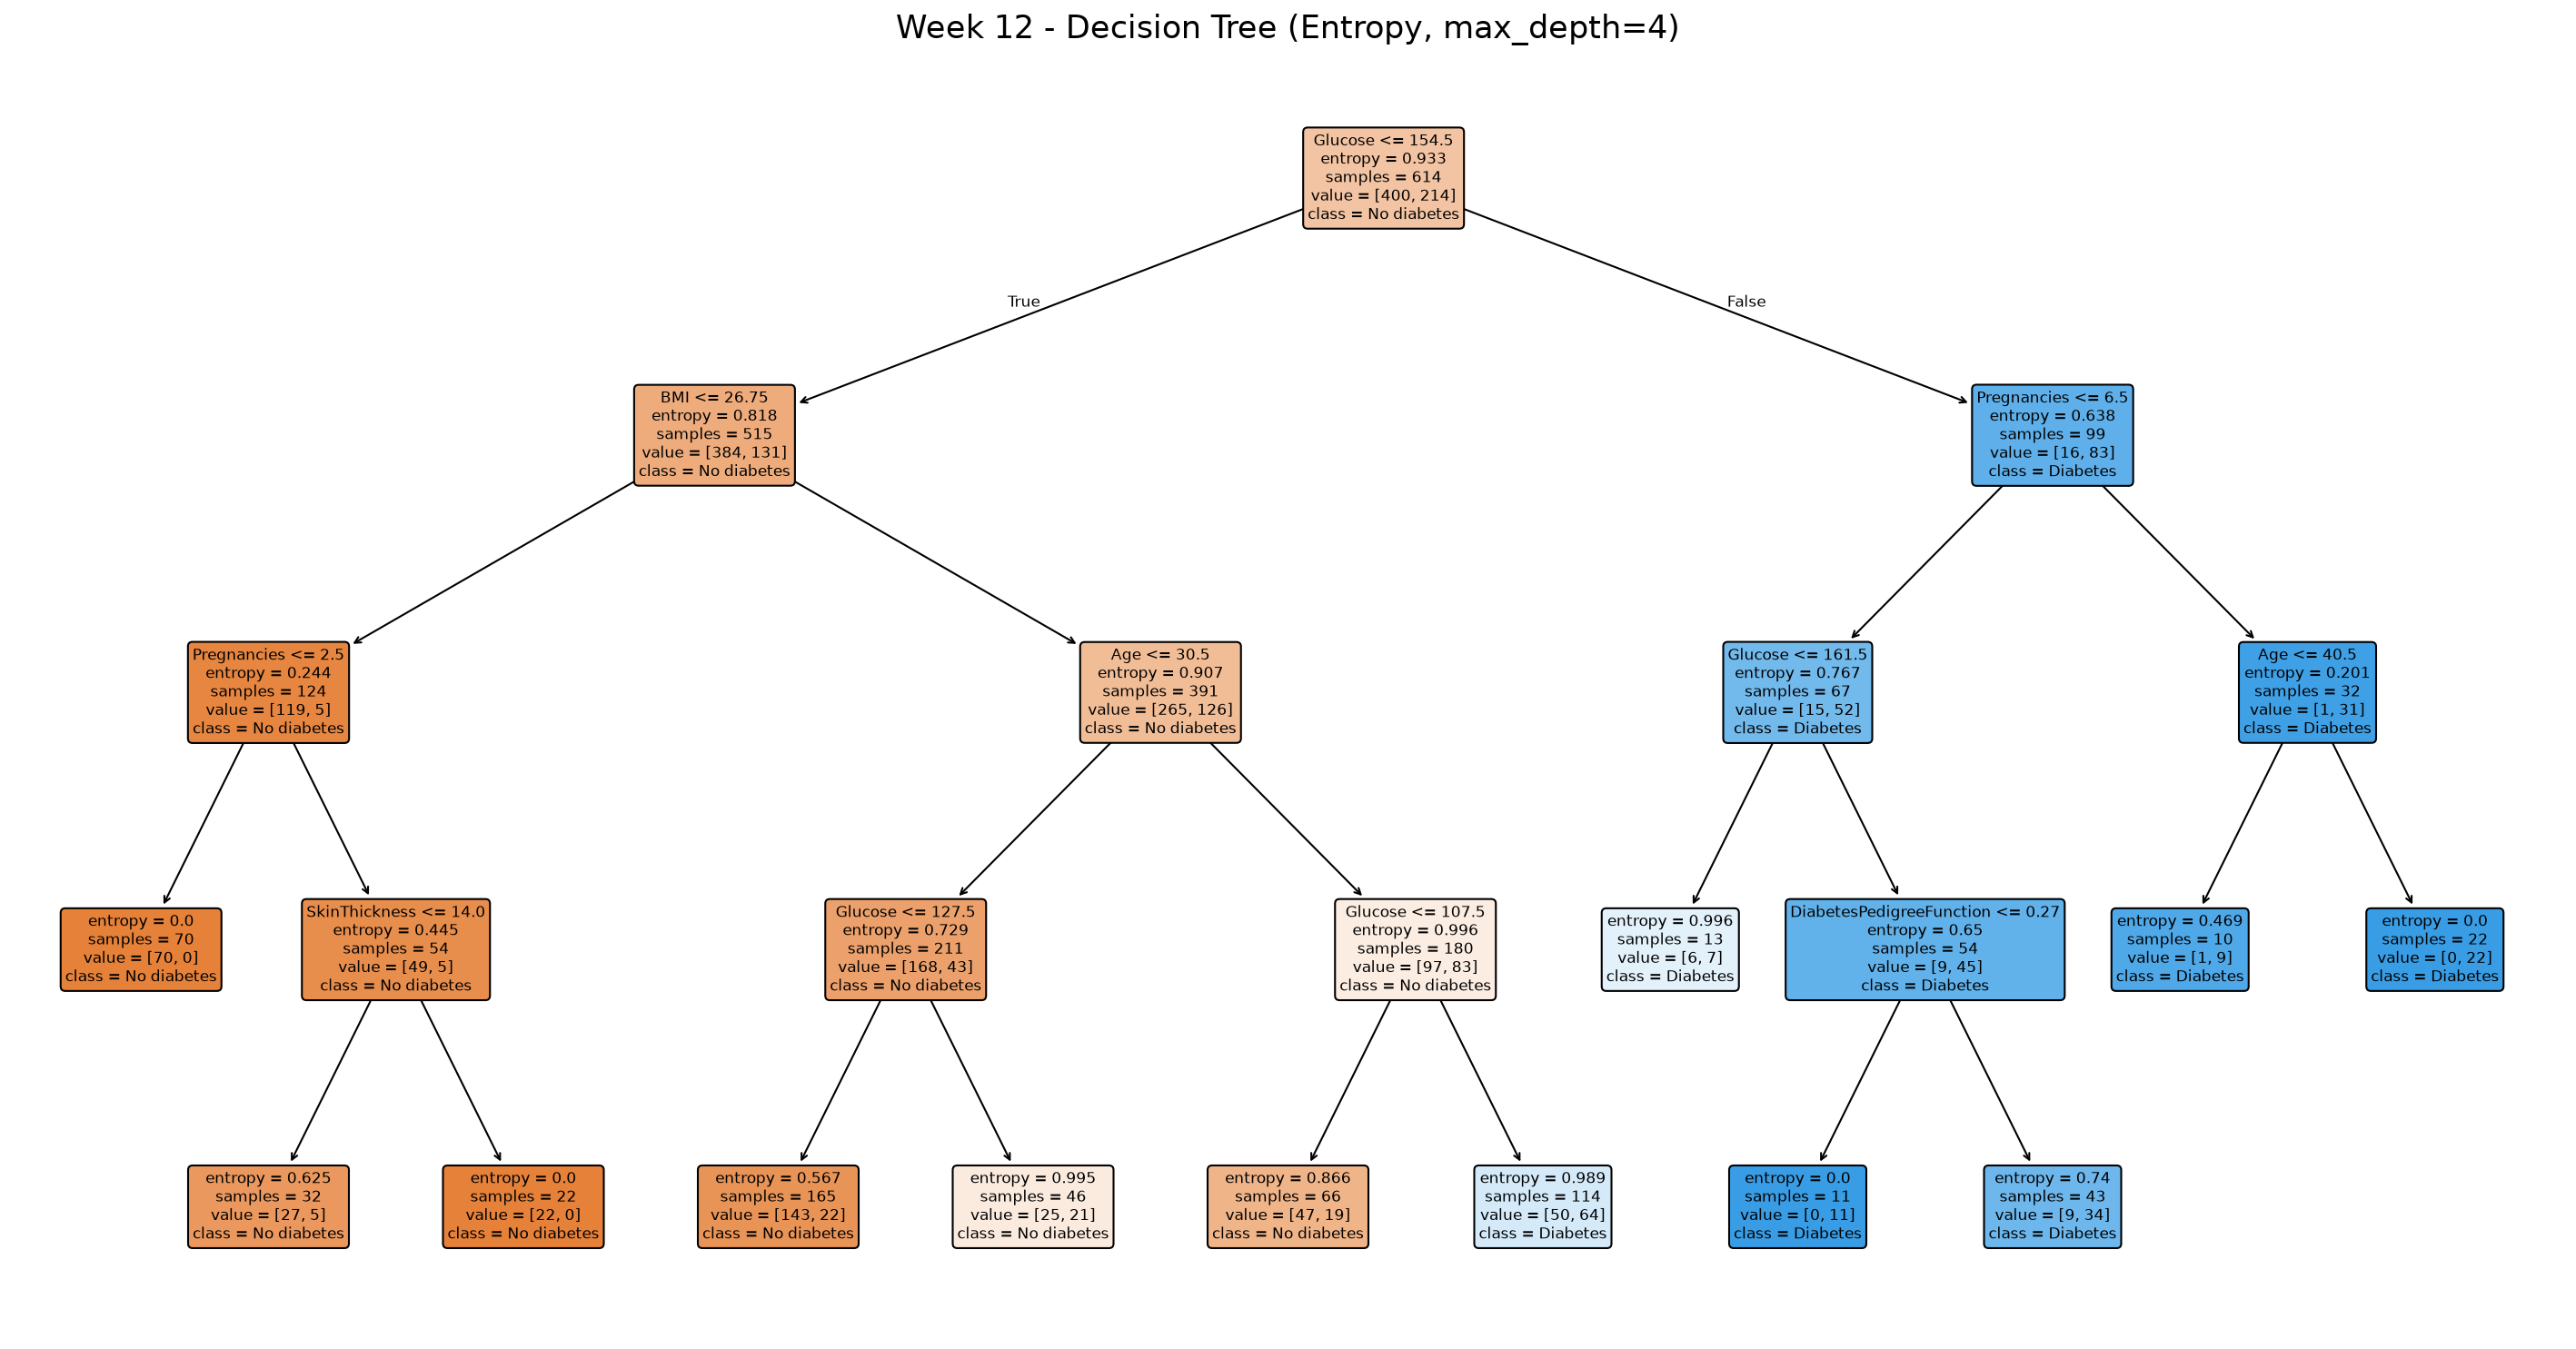 Week 12 - Decision Tree (Entropy, max_depth=4)
Glucose <= 154.5
entropy = 0.933
samples = 614
value = [400, 214]
class = No diabetes
True
False
BMI <= 26.75
entropy = 0.818
samples = 515
value = [384, 131]
class = No diabetes
Pregnancies <= 6.5
entropy = 0.638
samples = 99
value = [16, 83]
class = Diabetes
Pregnancies <= 2.5
entropy = 0.244
samples = 124
value = [119, 5]
class = No diabetes
Age <= 30.5
entropy = 0.907
samples = 391
value = [265, 126]
class = No diabetes
Glucose <= 161.5
entropy = 0.767
samples = 67
value = [15, 52]
class = Diabetes
Age <= 40.5
entropy = 0.201
samples = 32
value = [1, 31]
class = Diabetes
entropy = 0.0
samples = 70
value = [70, 0]
class = No diabetes
SkinThickness <= 14.0
entropy = 0.445
samples = 54
value = [49, 5]
class = No diabetes
Glucose <= 127.5
entropy = 0.729
samples = 211
value = [168, 43]
class = No diabetes
Glucose <= 107.5
entropy = 0.996
samples = 180
value = [97, 83]
class = No diabetes
entropy = 0.996
samples = 13
value = [6, 7]
class = Diabetes
DiabetesPedigreeFunction <= 0.27
entropy = 0.65
samples = 54
value = [9, 45]
class = Diabetes
entropy = 0.469
samples = 10
value = [1, 9]
class = Diabetes
entropy = 0.0
samples = 22
value = [0, 22]
class = Diabetes
entropy = 0.625
samples = 32
value = [27, 5]
class = No diabetes
entropy = 0.0
samples = 22
value = [22, 0]
class = No diabetes
entropy = 0.567
samples = 165
value = [143, 22]
class = No diabetes
entropy = 0.995
samples = 46
value = [25, 21]
class = No diabetes
entropy = 0.866
samples = 66
value = [47, 19]
class = No diabetes
entropy = 0.989
samples = 114
value = [50, 64]
class = Diabetes
entropy = 0.0
samples = 11
value = [0, 11]
class = Diabetes
entropy = 0.74
samples = 43
value = [9, 34]
class = Diabetes